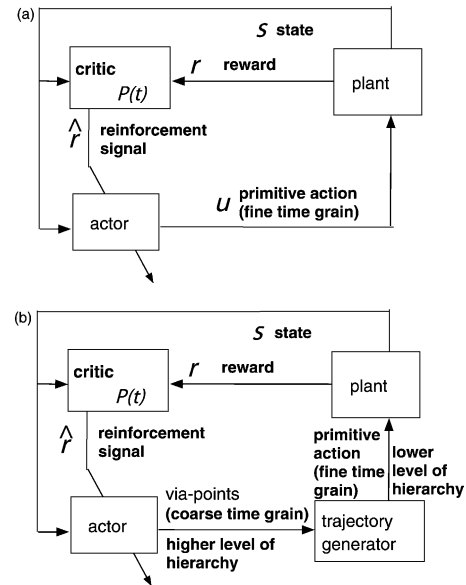 (a)
S state
critic
r reward
P(t)
plant
r̂ reinforcement
signal
u primitive action
(fine time grain)
actor
(b)
S state
critic
r reward
P(t)
plant
r̂ reinforcement
signal
primitive
action
(fine time
grain)
lower
level of
hierarchy
via-points
(coarse time grain)
actor
higher level of
hierarchy
trajectory
generator